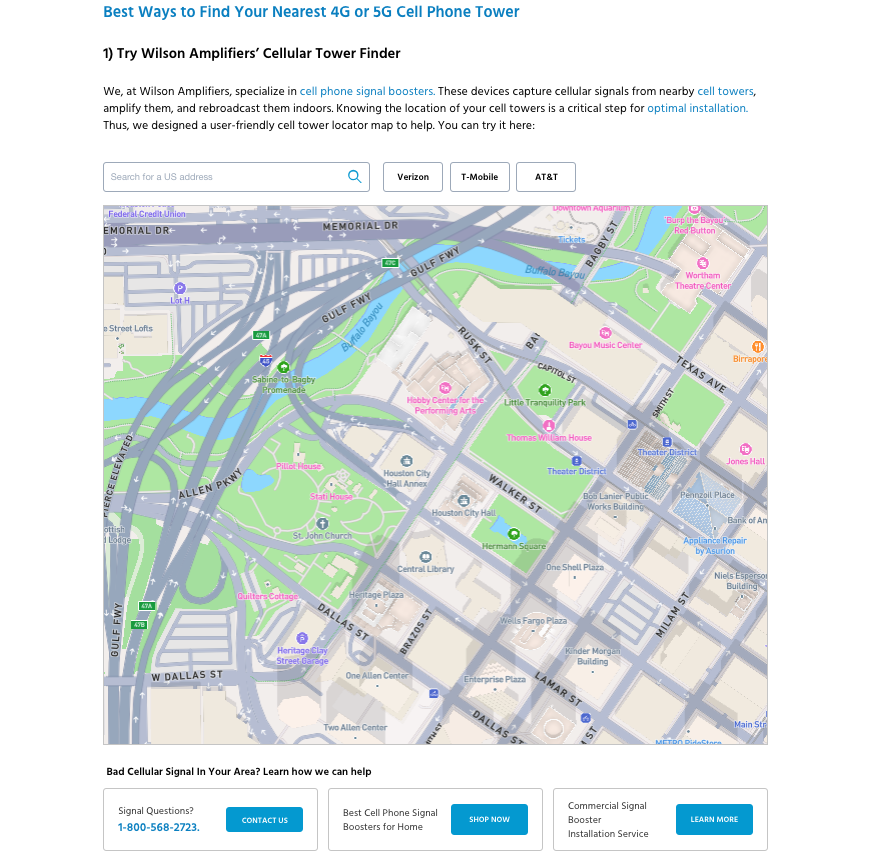 Best Ways to Find Your Nearest 4G or 5G Cell Phone Tower
1) Try Wilson Amplifiers’ Cellular Tower Finder
We, at Wilson Amplifiers, specialize in cell phone signal boosters. These devices capture cellular signals from nearby cell towers,
amplify them, and rebroadcast them indoors. Knowing the location of your cell towers is a critical step for optimal installation.
Thus, we designed a user-friendly cell tower locator map to help. You can try it here:
Search for a US address
Verizon
T-Mobile
AT&T
Federal Credit Union
Downtown Aquarium
Burp the Bayou
Red Button
EMORIAL DR
MEMORIAL DR
Tickets
BAGBY ST
47C
GULF FWY
Buffalo Bayou
Wortham
Theatre Center
Lot H
GULF FWY
e Street Lofts
47A
Buffalo Bayou
RUSK ST
BA
Bayou Music Center
Birrapor
45
Sabine-to-Bagby
Promenade
CAPITOL ST
TEXAS AVE
Hobby Center for the
Performing Arts
Little Tranquility Park
SMITH ST
Thomas William House
Theater District
Theater District
Jones Hall
PIERCE ELEVATED
Pillot House
Houston City
Hall Annex
ALLEN PKWY
Stati House
WALKER ST
Bob Lanier Public
Works Building
Pennzoil Place
Houston City Hall
St. John Church
Bank of Am
ottish
d Lodge
Hermann Square
Appliance Repair
by Asurion
Central Library
One Shell Plaza
Niels Esperson
Building
Quilters Cottage
Heritage Plaza
47A
47B
GULF FWY
DALLAS ST
BRAZOS ST
Wells Fargo Plaza
MILAM ST
Heritage Clay
Street Garage
Kinder Morgan
Building
W DALLAS ST
One Allen Center
Enterprise Plaza
LAMAR ST
Two Allen Center
DALLAS ST
TH ST
M ST
Main Str
METRO RideStore
Bad Cellular Signal In Your Area? Learn how we can help
Signal Questions?
1-800-568-2723.
CONTACT US
Best Cell Phone Signal
Boosters for Home
SHOP NOW
Commercial Signal
Booster
Installation Service
LEARN MORE